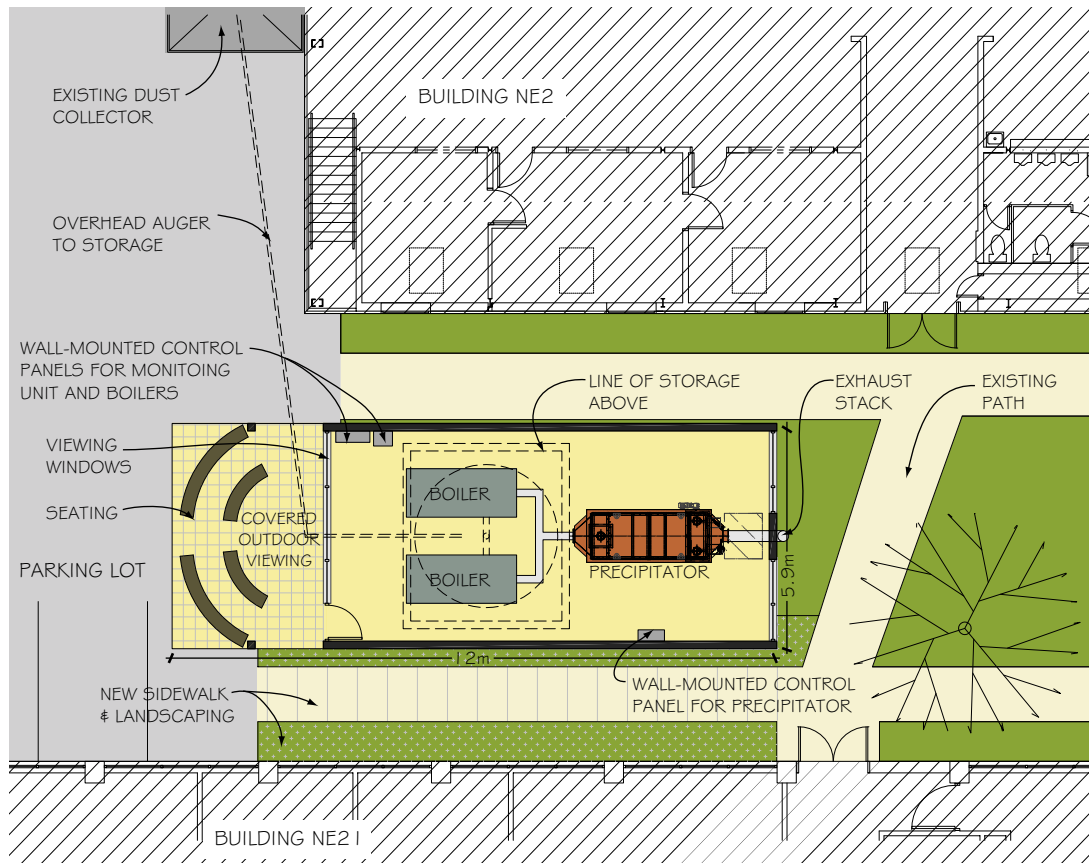 BUILDING NE2
EXISTING DUST
COLLECTOR
OVERHEAD AUGER
TO STORAGE
WALL-MOUNTED CONTROL
PANELS FOR MONITOING
UNIT AND BOILERS
LINE OF STORAGE
ABOVE
EXHAUST
STACK
EXISTING
PATH
VIEWING
WINDOWS
SEATING
COVERED
OUTDOOR
VIEWING
BOILER
BOILER
PRECIPITATOR
5.9m
PARKING LOT
12m
NEW SIDEWALK
& LANDSCAPING
WALL-MOUNTED CONTROL
PANEL FOR PRECIPITATOR
BUILDING NE21